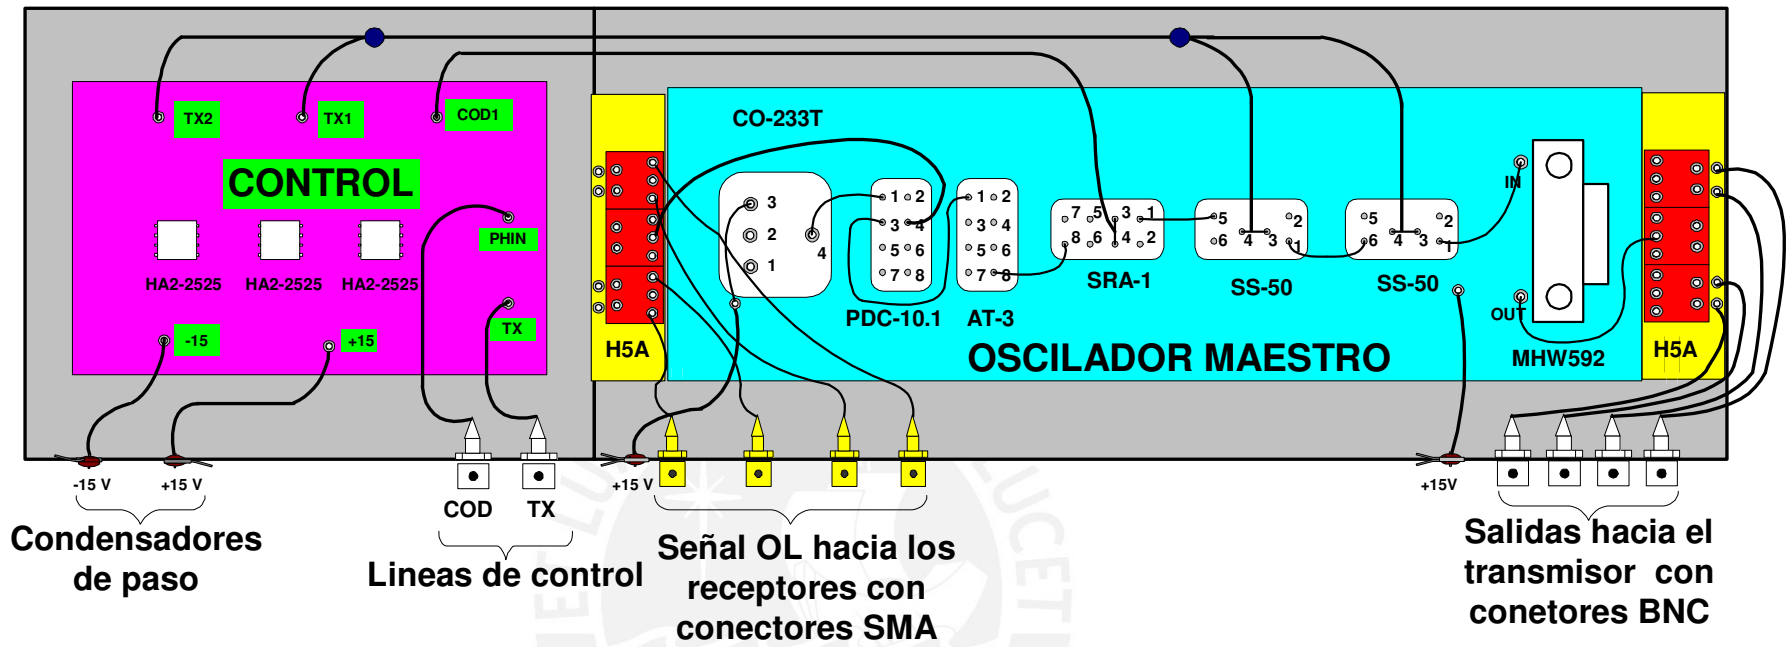 TX2
TX1
COD1
CONTROL
PHIN
HA2-2525
HA2-2525
HA2-2525
TX
-15
+15
-15 V
+15 V
COD
TX
Condensadores
de paso
Lineas de control
CO-233T
3
2
1
4
1 2
3 4
5 6
7 8
PDC-10.1
1 2
3 4
5 6
7 8
AT-3
7 5 3 1
8 6 4 2
SRA-1
5 2
6 4 3 1
SS-50
5 2
6 4 3 1
SS-50
IN
OUT
MHW592
H5A
H5A
OSCILADOR MAESTRO
+15 V
+15V
Señal OL hacia los
receptores con
conectores SMA
Salidas hacia el
transmisor con
conetores BNC
ET LU
LUCET